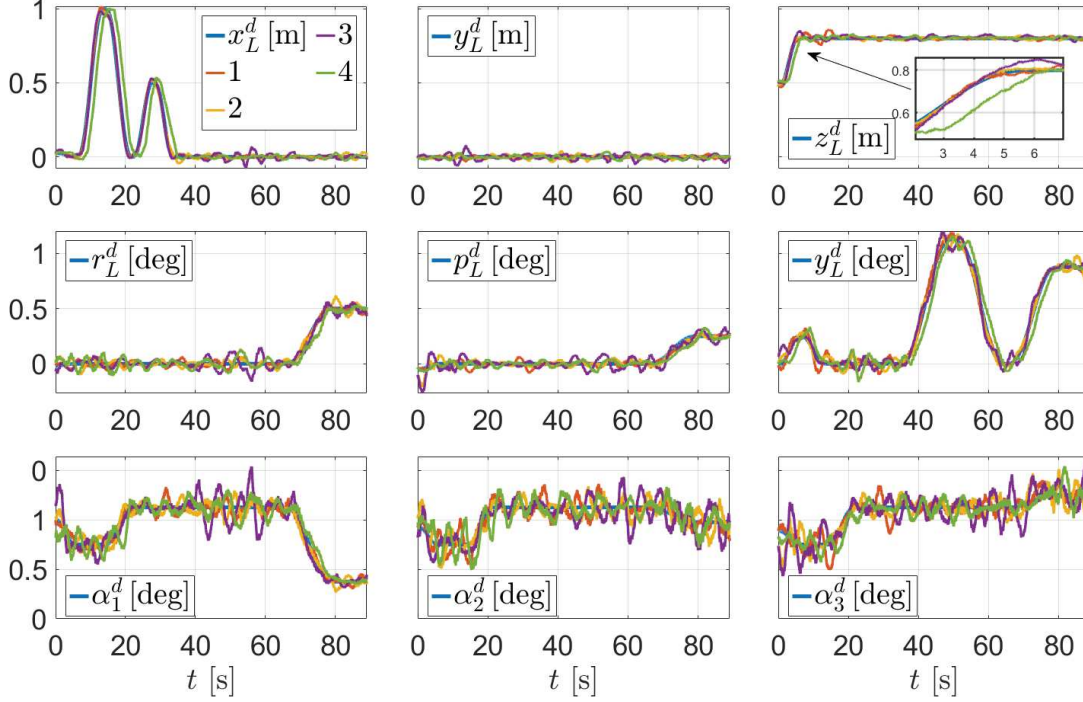 1
0.5
0
x_L^d [m]
1
2
3
4
0 20 40 60 80
y_L^d [m]
0 20 40 60 80
z_L^d [m]
0.8
0.6
3 4 5 6
0 20 40 60 80
1
0.5
0
r_L^d [deg]
0 20 40 60 80
p_L^d [deg]
0 20 40 60 80
y_L^d [deg]
0 20 40 60 80
0
1
0.5
0
α_1^d [deg]
0 20 40 60 80
t [s]
α_2^d [deg]
0 20 40 60 80
t [s]
α_3^d [deg]
0 20 40 60 80
t [s]